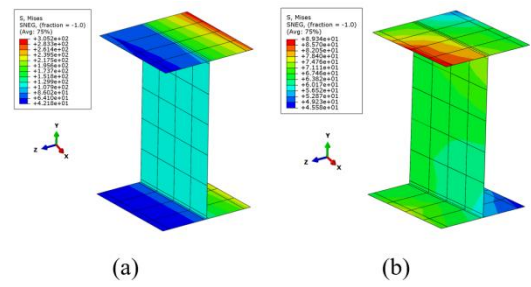 S, Mises
SNEG, (fraction = -1.0)
(Avg: 75%)
+3.052e+02
+2.833e+02
+2.614e+02
+2.395e+02
+2.175e+02
+1.956e+02
+1.737e+02
+1.518e+02
+1.299e+02
+1.079e+02
+8.602e+01
+6.410e+01
+4.218e+01
Y
Z
X
(a)
S, Mises
SNEG, (fraction = -1.0)
(Avg: 75%)
+8.934e+01
+8.570e+01
+8.205e+01
+7.840e+01
+7.476e+01
+7.111e+01
+6.746e+01
+6.382e+01
+6.017e+01
+5.652e+01
+5.287e+01
+4.923e+01
+4.558e+01
Y
Z
X
(b)